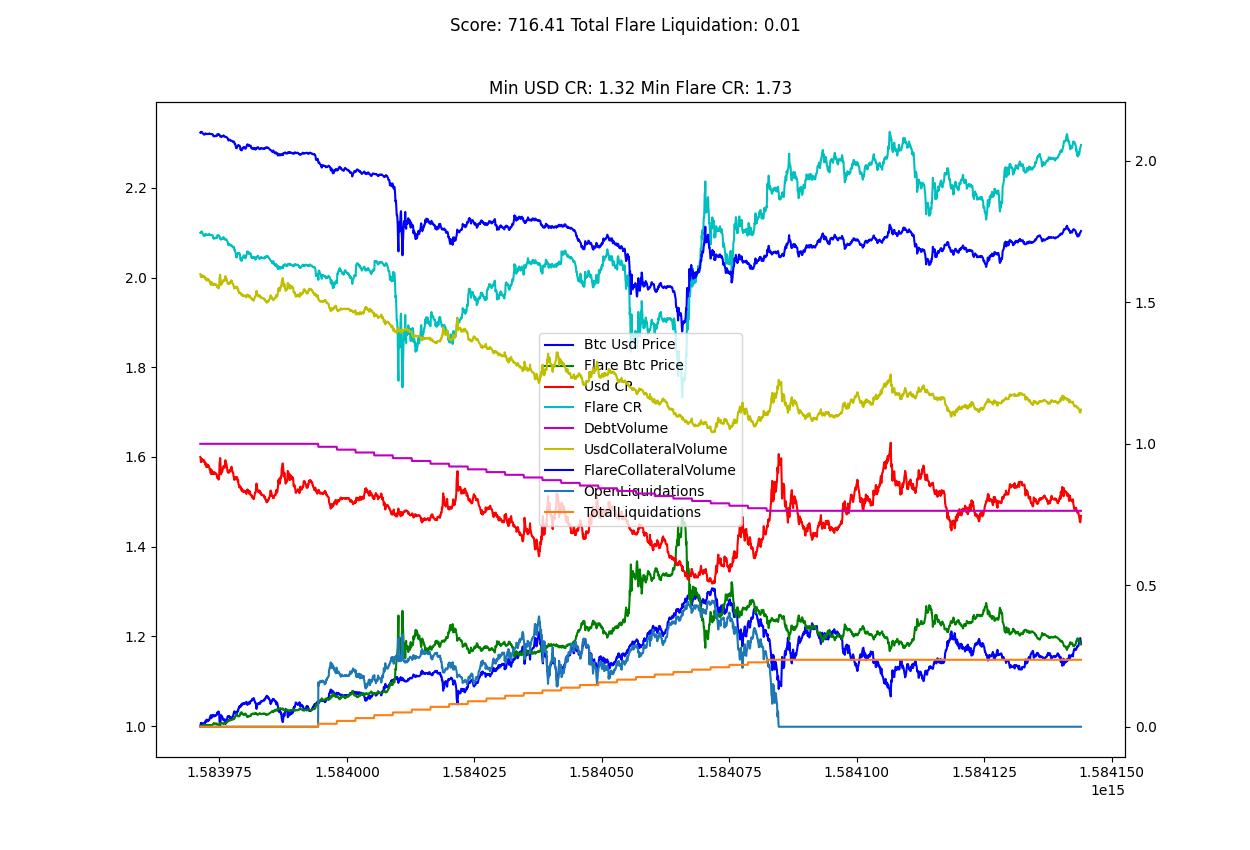 Score: 716.41 Total Flare Liquidation: 0.01
Min USD CR: 1.32 Min Flare CR: 1.73
2.2
2.0
1.8
1.6
1.4
1.2
1.0
2.0
1.5
1.0
0.5
0.0
Btc Usd Price
Flare Btc Price
Usd CR
Flare CR
DebtVolume
UsdCollateralVolume
FlareCollateralVolume
OpenLiquidations
TotalLiquidations
1.583975 1.584000 1.584025 1.584050 1.584075 1.584100 1.584125 1.584150
1e15